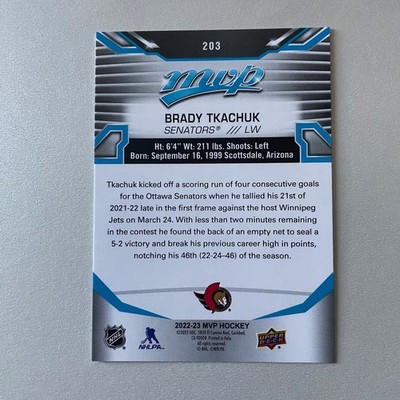 203
mvp
BRADY TKACHUK
SENATORS® /// LW
Ht: 6'4" Wt: 211 lbs. Shoots: Left
Born: September 16, 1999 Scottsdale, Arizona
Tkachuk kicked off a scoring run of four consecutive goals
for the Ottawa Senators when he tallied his 21st of
2021-22 late in the first frame against the host Winnipeg
Jets on March 24. With less than two minutes remaining
in the contest he found the back of an empty net to seal a
5-2 victory and break his previous career high in points,
notching his 46th (22-24—46) of the season.
2022-23 MVP HOCKEY
NHL
NHLPA.
All rights reserved.
UPPER DECK